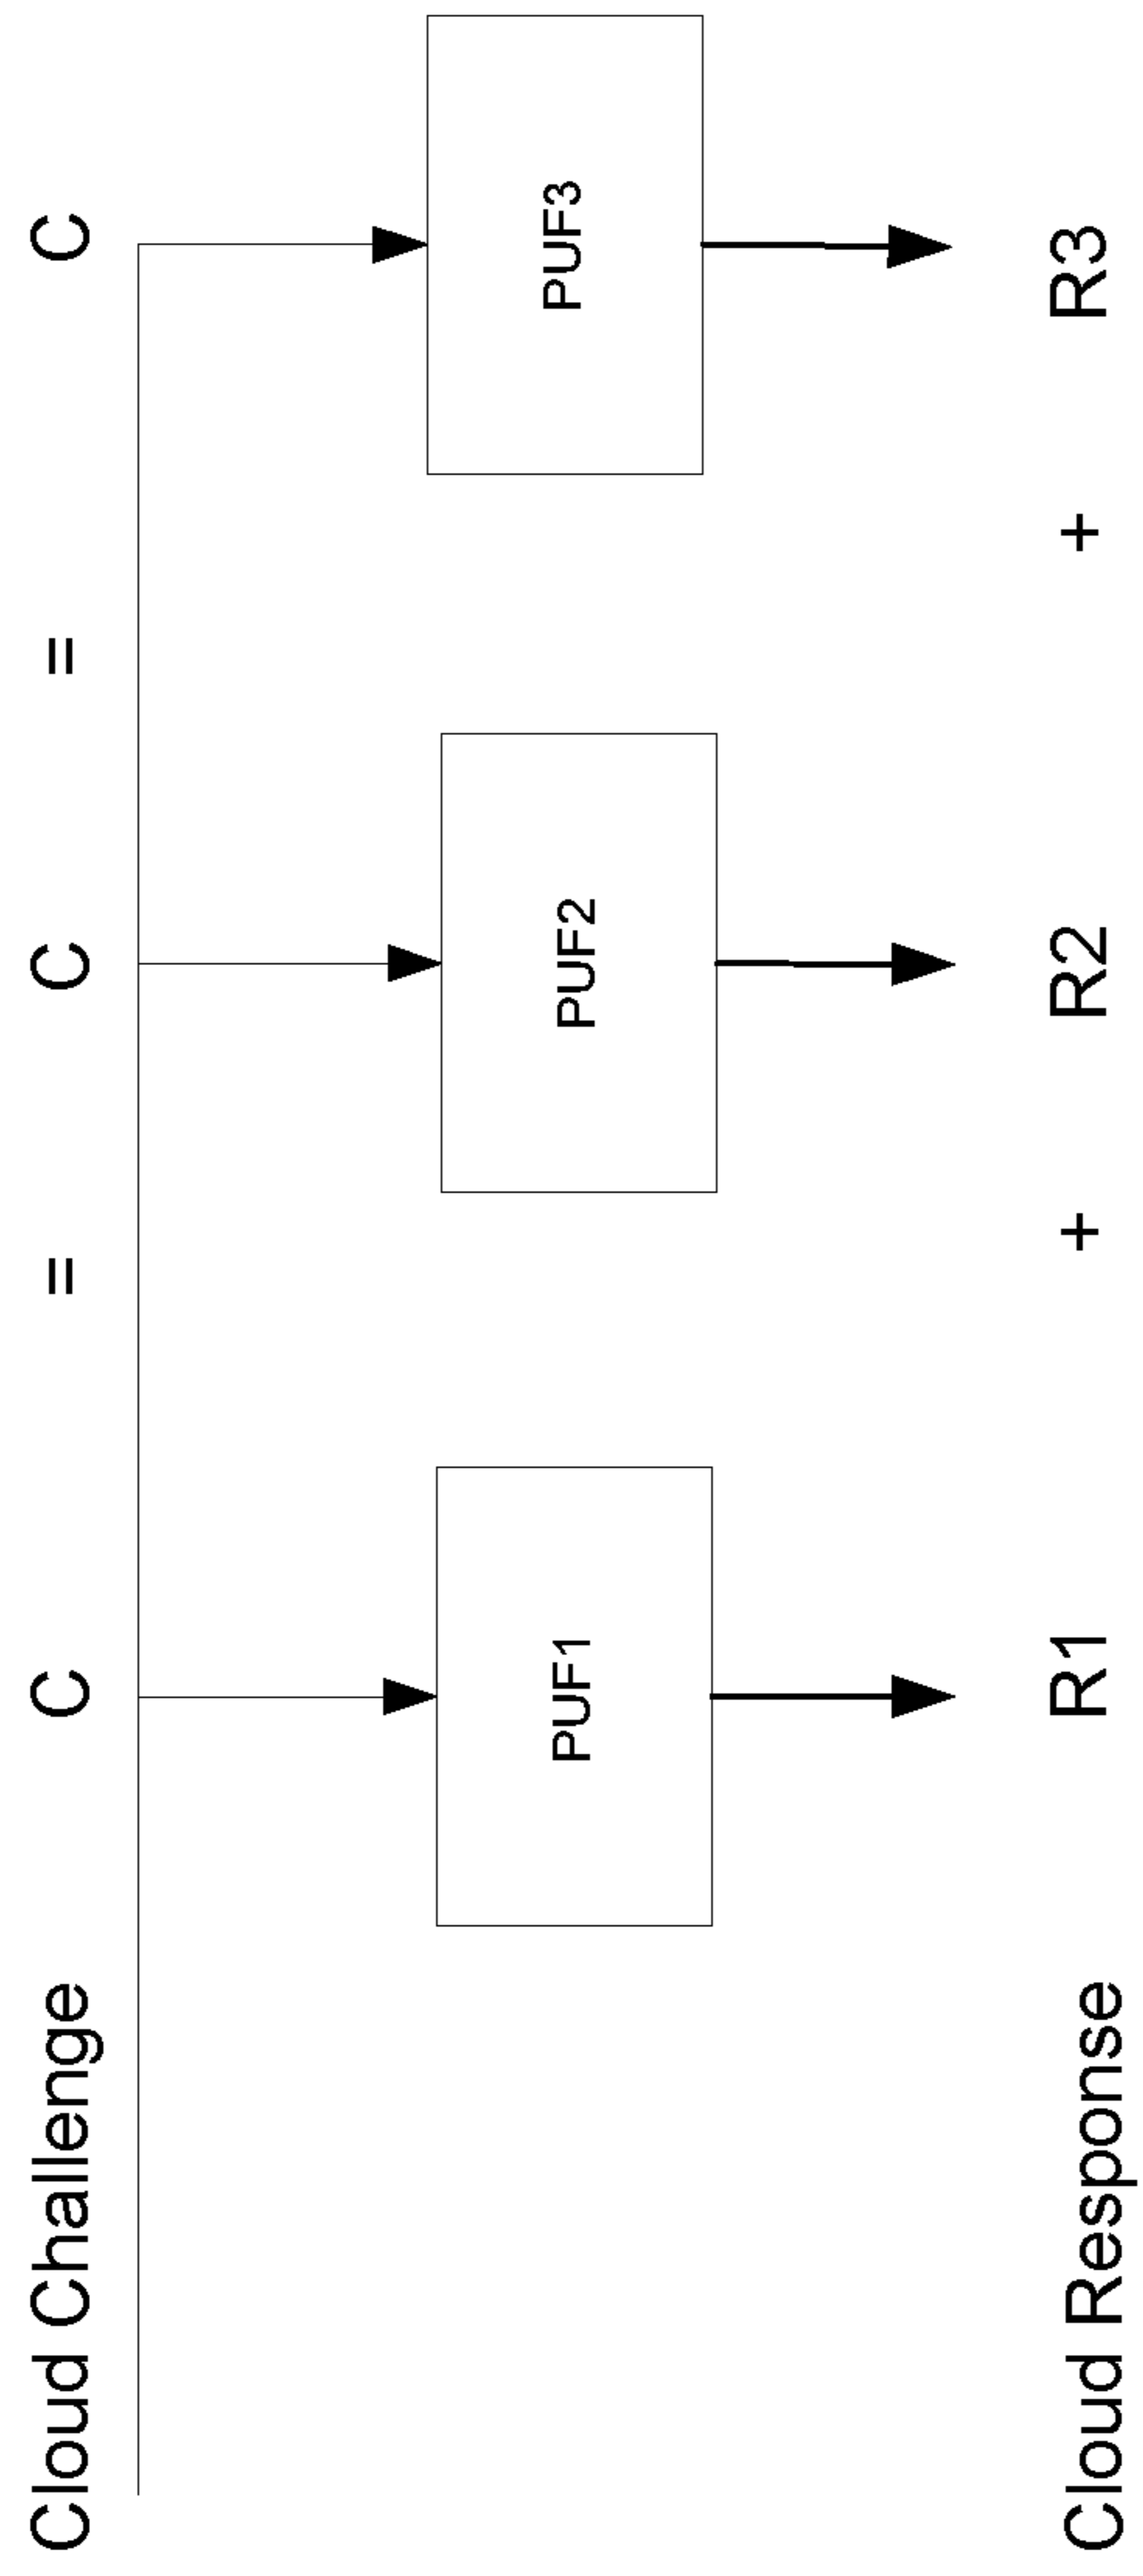 Cloud Challenge C = C = C
PUF1 PUF2 PUF3
Cloud Response R1 + R2 + R3